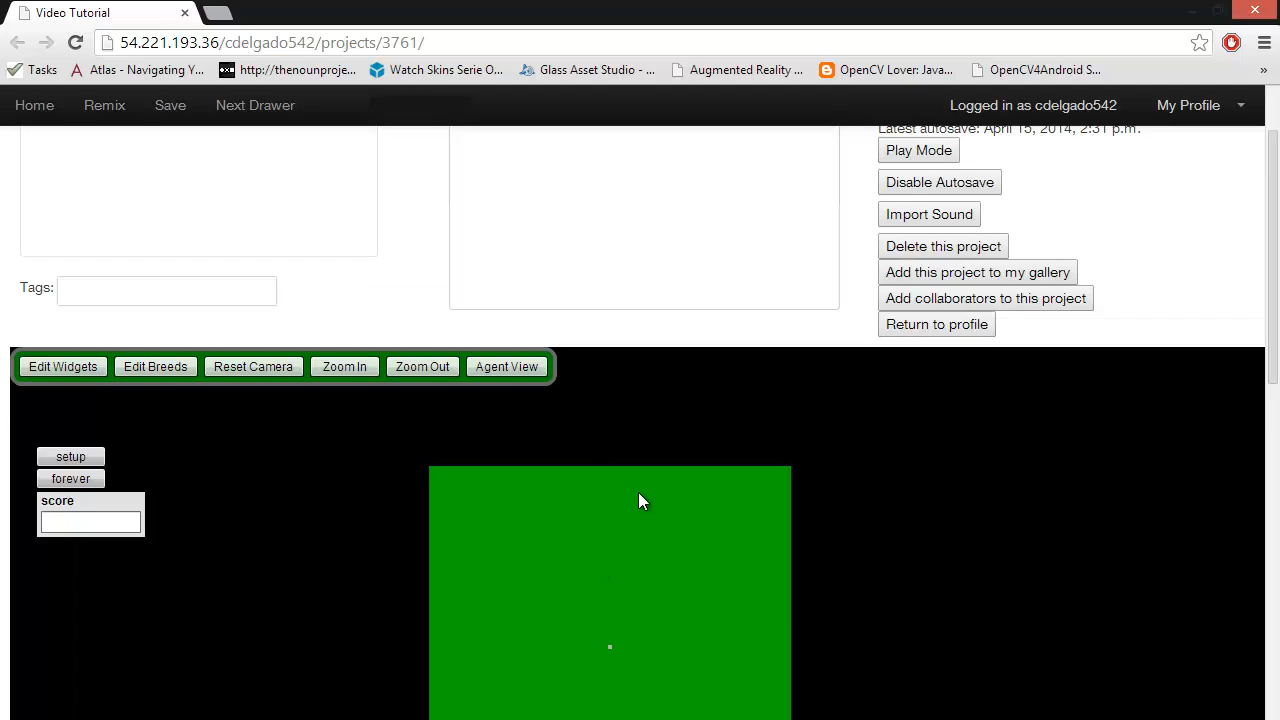 Video Tutorial
54.221.193.36/cdelgado542/projects/3761/
Tasks
Atlas - Navigating Y...
http://thenounproje...
Watch Skins Serie O...
Glass Asset Studio - ...
Augmented Reality ...
OpenCV Lover: Java...
OpenCV4Android S...
»
Home
Remix
Save
Next Drawer
Logged in as cdelgado542
My Profile
Latest autosave: April 15, 2014, 2:31 p.m.
Play Mode
Disable Autosave
Import Sound
Delete this project
Add this project to my gallery
Add collaborators to this project
Return to profile
Tags:
Edit Widgets
Edit Breeds
Reset Camera
Zoom In
Zoom Out
Agent View
setup
forever
score